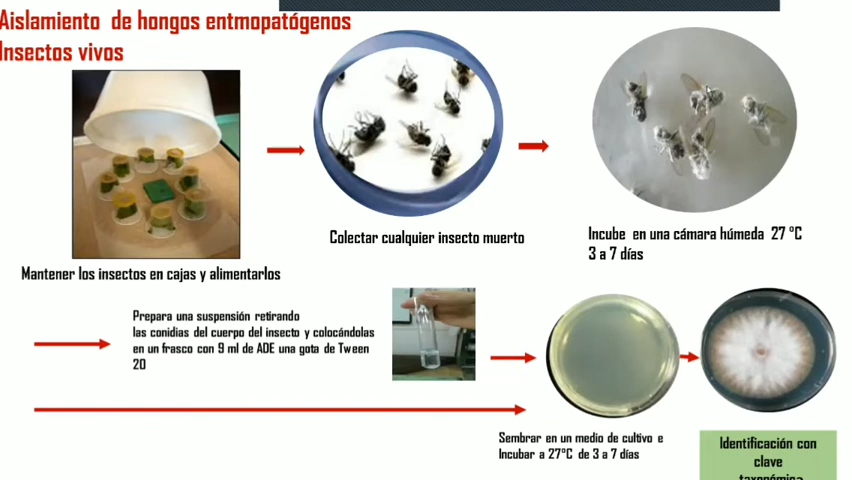 Aislamiento de hongos entmopatógenos
Insectos vivos
Colectar cualquier insecto muerto
Incube en una cámara húmeda 27 °C
3 a 7 días
Mantener los insectos en cajas y alimentarlos
Prepara una suspensión retirando
las conidias del cuerpo del insecto y colocándolas
en un frasco con 9 ml de ADE una gota de Tween
20
Sembrar en un medio de cultivo e
Incubar a 27°C de 3 a 7 días
Identificación con
clave
taxonómica